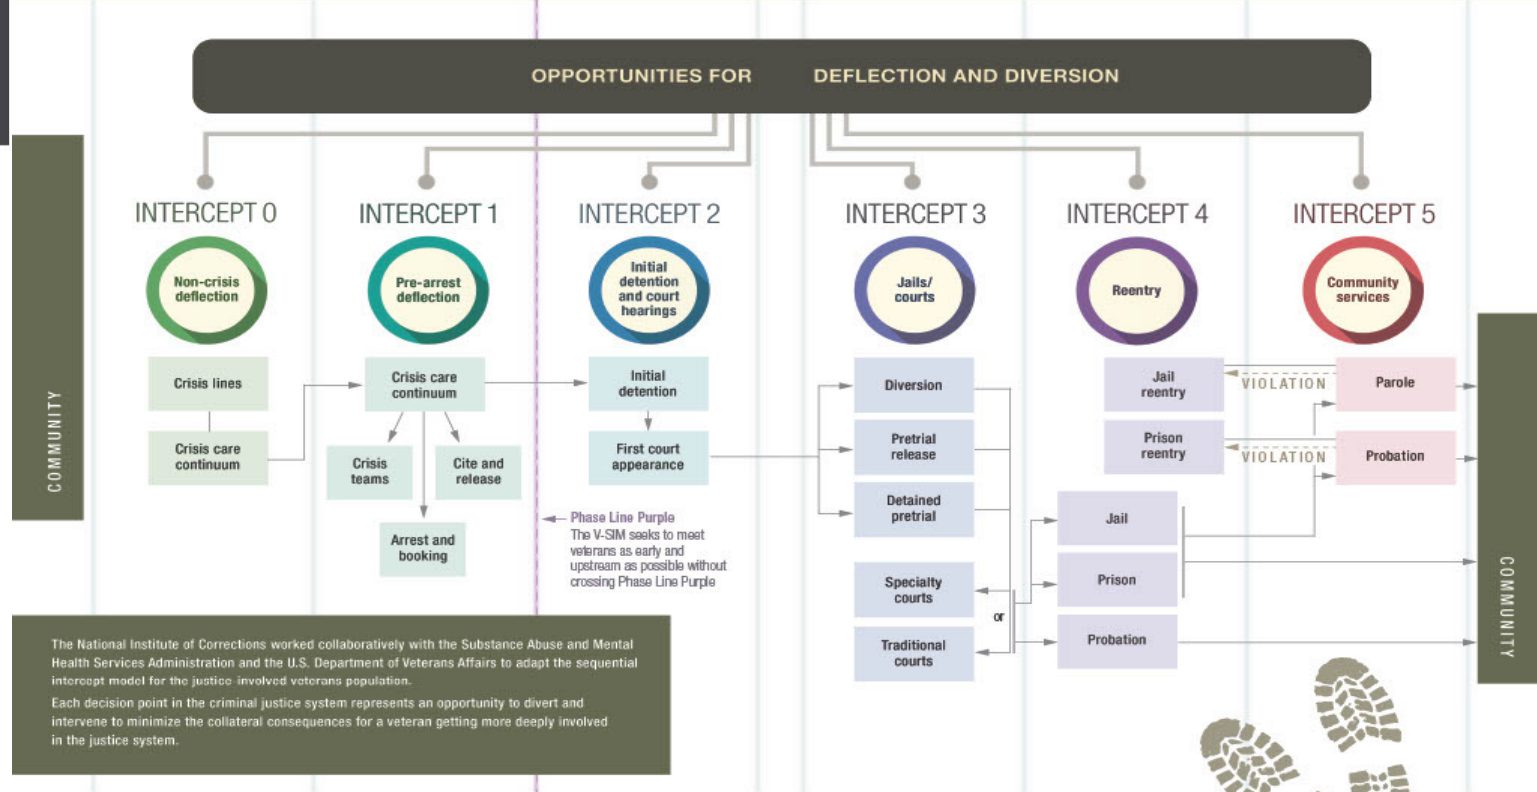 OPPORTUNITIES FOR DEFLECTION AND DIVERSION
COMMUNITY
INTERCEPT 0
Non-crisis
deflection
Crisis lines
Crisis care
continuum
INTERCEPT 1
Pre-arrest
deflection
Crisis care
continuum
Crisis
teams
Cite and
release
Arrest and
booking
INTERCEPT 2
Initial
detention
and court
hearings
Initial
detention
First court
appearance
Phase Line Purple
The V-SIM seeks to meet
veterans as early and
upstream as possible without
crossing Phase Line Purple
INTERCEPT 3
Jails/
courts
Diversion
Pretrial
release
Detained
pretrial
Specialty
courts
or
Traditional
courts
INTERCEPT 4
Reentry
Jail
reentry
Prison
reentry
Jail
Prison
Probation
INTERCEPT 5
Community
services
VIOLATION
Parole
VIOLATION
Probation
COMMUNITY
The National Institute of Corrections worked collaboratively with the Substance Abuse and Mental
Health Services Administration and the U.S. Department of Veterans Affairs to adapt the sequential
intercept model for the justic-involved veterans population.
Each decision point in the criminal justice system represents an opportunity to divert and
intervene to minimize the collateral consequences for a veteran getting more deeply involved
in the justice system.